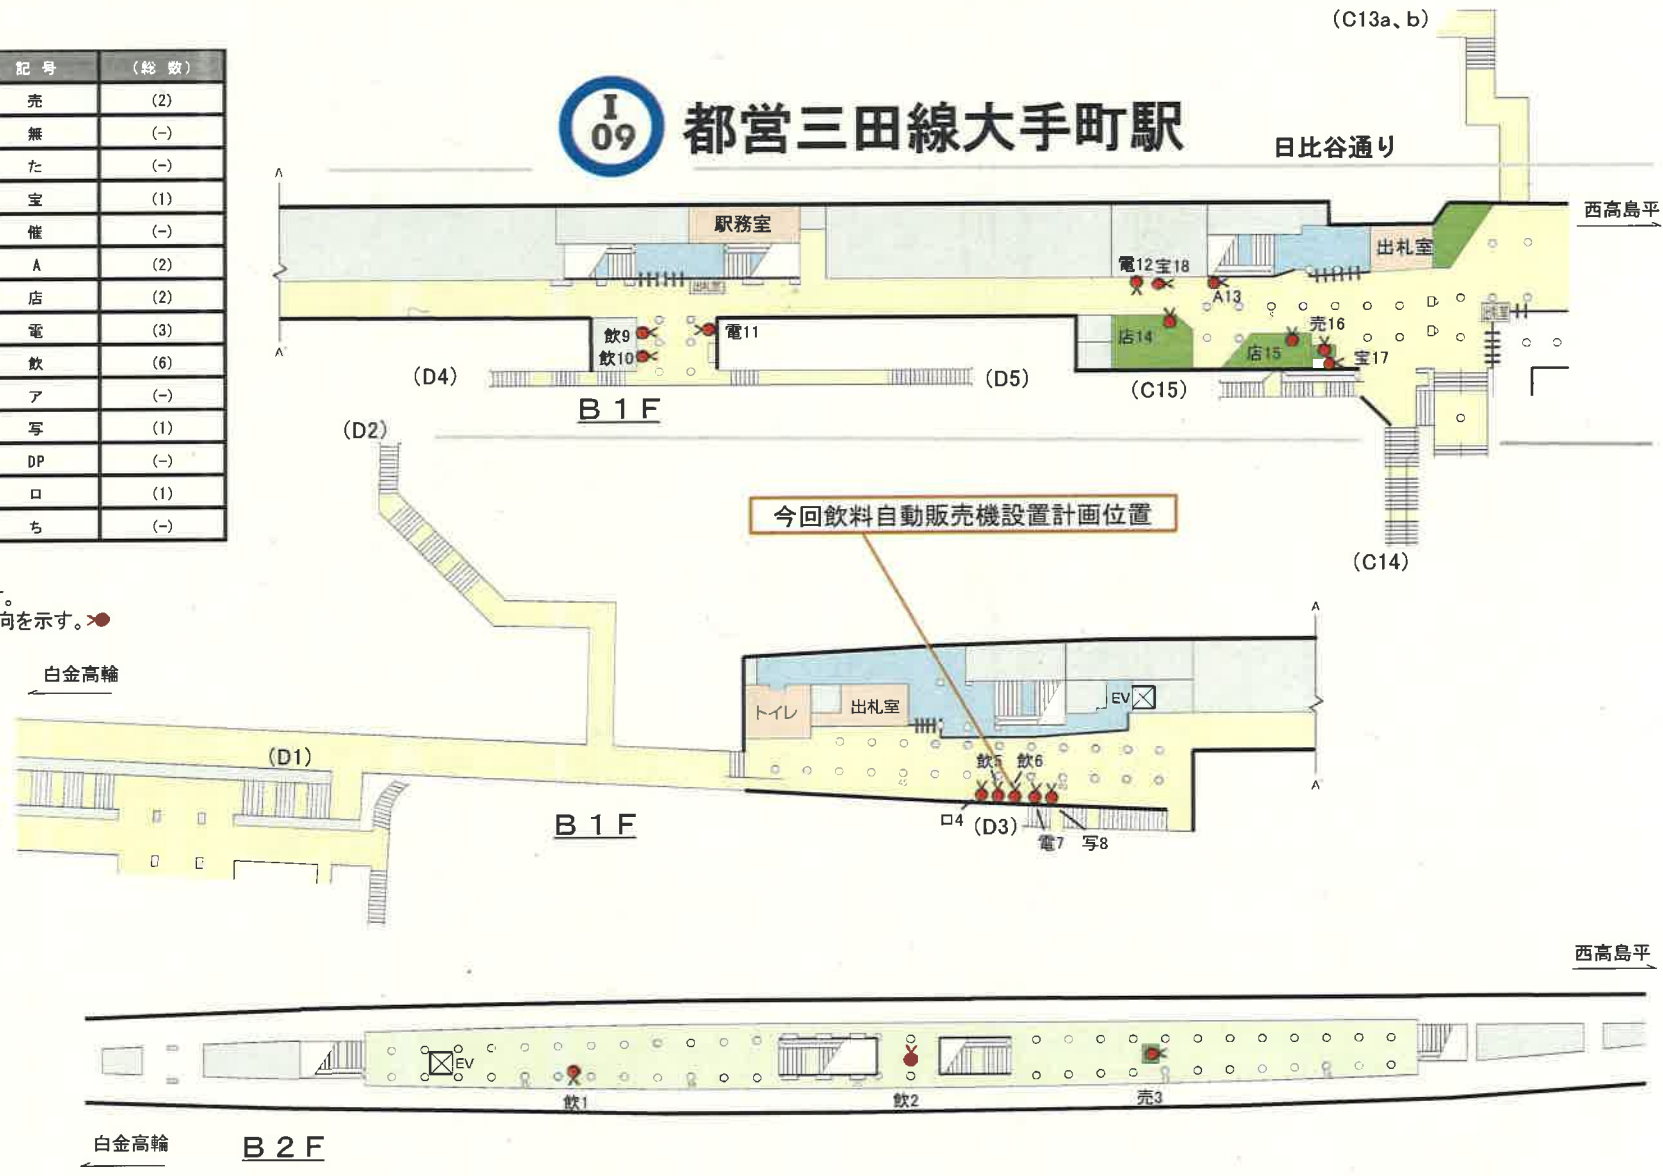 記号 (総数)
売 (2)
無 (-)
た (-)
宝 (1)
催 (-)
A (2)
店 (2)
電 (3)
飲 (6)
ア (-)
写 (1)
DP (-)
ロ (1)
ち (-)
。
向を示す。
(C13a、b)
I
09
都営三田線大手町駅
日比谷通り
A
西高島平
駅務室
出札室
電12 宝18
A13
飲9
電11
飲10
店14
売16
店15
宝17
A'
(D4)
(D5)
(C15)
B1F
(D2)
(C14)
今回飲料自動販売機設置計画位置
白金高輪
A
トイレ
出札室
EV
(D1)
飲5 飲6
A'
ロ4
(D3)
電7 写8
B1F
西高島平
EV
飲1
飲2
売3
白金高輪
B2F